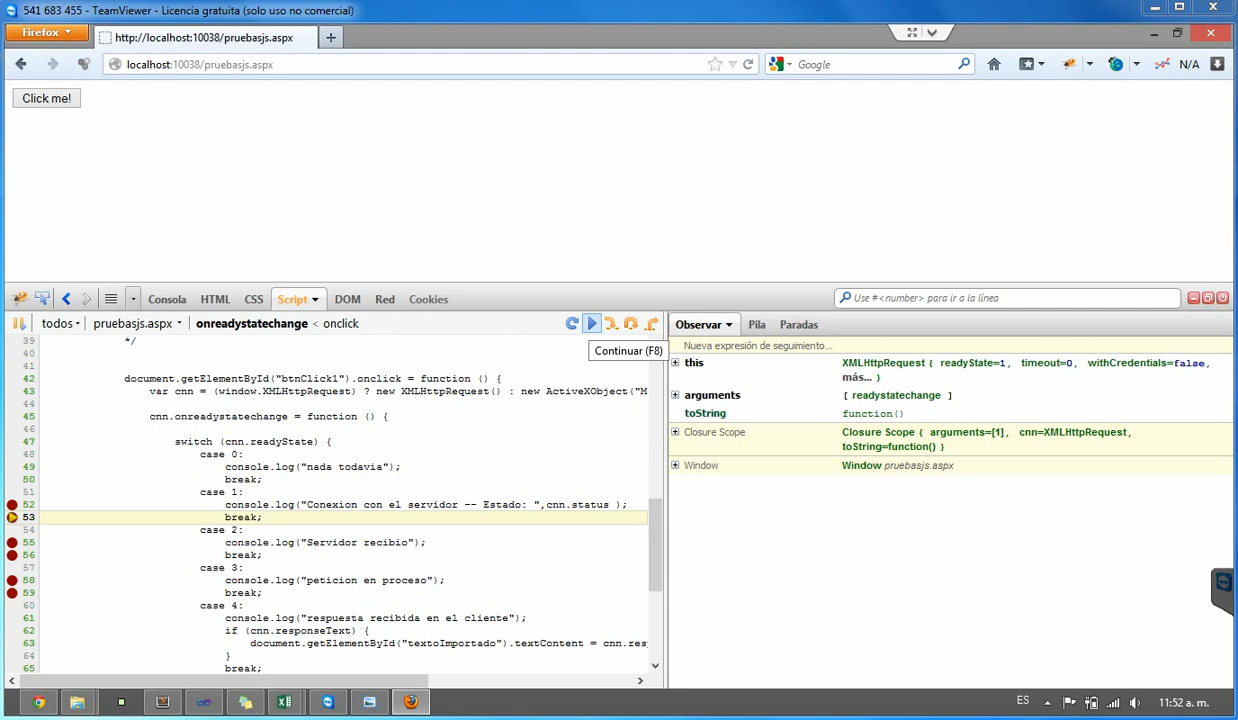 541 683 455 - TeamViewer - Licencia gratuita (solo uso no comercial)
Firefox
http://localhost:10038/pruebasjs.aspx
localhost:10038/pruebasjs.aspx
Google
N/A
Click me!
Consola HTML CSS Script DOM Red Cookies
Use #<number> para ir a la línea
todos pruebasjs.aspx onreadystatechange < onclick
Continuar (F8)
39 */
40
41
42 document.getElementById("btnClick1").onclick = function () {
43 var cnn = (window.XMLHttpRequest) ? new XMLHttpRequest() : new ActiveXObject("M
44
45 cnn.onreadystatechange = function () {
46
47 switch (cnn.readyState) {
48 case 0:
49 console.log("nada todavia");
50 break;
51 case 1:
52 console.log("Conexion con el servidor -- Estado: ",cnn.status );
53 break;
54 case 2:
55 console.log("Servidor recibio");
56 break;
57 case 3:
58 console.log("peticion en proceso");
59 break;
60 case 4:
61 console.log("respuesta recibida en el cliente");
62 if (cnn.responseText) {
63 document.getElementById("textoImportado").textContent = cnn.res
64 }
65 break;
Observar Pila Paradas
Nueva expresión de seguimiento...
this XMLHttpRequest { readyState=1, timeout=0, withCredentials=false,
más... }
arguments [ readystatechange ]
toString function()
Closure Scope Closure Scope { arguments=[1], cnn=XMLHttpRequest,
toString=function() }
Window Window pruebasjs.aspx
ES
11:52 a. m.